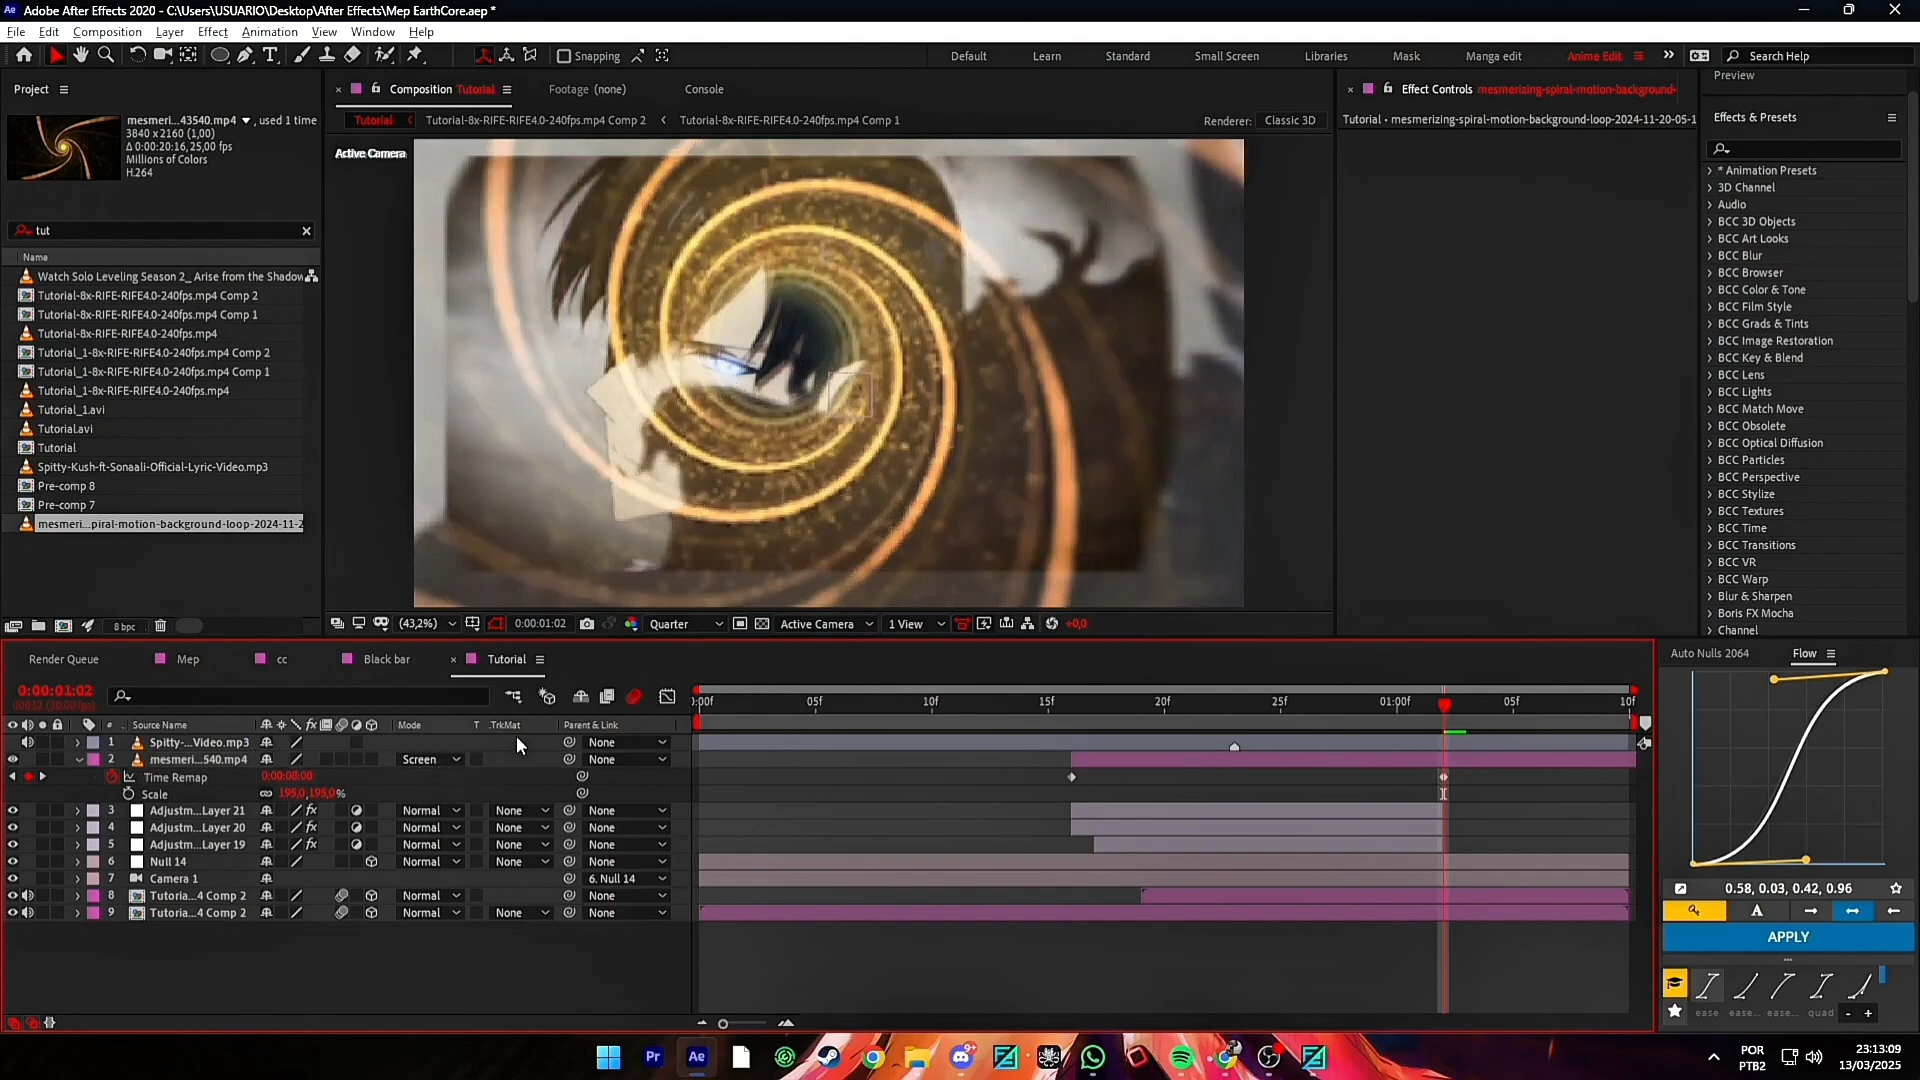 Adobe After Effects 2020 - C:\Users\USUARIO\Desktop\After Effects\Mep EarthCore.aep *
File Edit Composition Layer Effect Animation View Window Help
Snapping
Default Learn Standard Small Screen Libraries Mask Manga edit Anime Edit
Search Help
Project
mesmeri...43540.mp4 , used 1 time
3840 x 2160 (1,00)
Δ 0:00:20:16, 25,00 fps
Millions of Colors
H.264
tut
Name
Watch Solo Leveling Season 2_ Arise from the Shadow
Tutorial-8x-RIFE-RIFE4.0-240fps.mp4 Comp 2
Tutorial-8x-RIFE-RIFE4.0-240fps.mp4 Comp 1
Tutorial-8x-RIFE-RIFE4.0-240fps.mp4
Tutorial_1-8x-RIFE-RIFE4.0-240fps.mp4 Comp 2
Tutorial_1-8x-RIFE-RIFE4.0-240fps.mp4 Comp 1
Tutorial_1-8x-RIFE-RIFE4.0-240fps.mp4
Tutorial_1.avi
Tutorial.avi
Tutorial
Spitty-Kush-ft-Sonaali-Official-Lyric-Video.mp3
Pre-comp 8
Pre-comp 7
mesmeri...piral-motion-background-loop-2024-11-2
8 bpc
Composition Tutorial
Footage (none)
Console
Tutorial
Tutorial-8x-RIFE-RIFE4.0-240fps.mp4 Comp 2
Tutorial-8x-RIFE-RIFE4.0-240fps.mp4 Comp 1
Renderer: Classic 3D
Active Camera
(43,2%)
0:00:01:02
Quarter
Active Camera
1 View
+0,0
Effect Controls mesmerizing-spiral-motion-background-
Tutorial • mesmerizing-spiral-motion-background-loop-2024-11-20-05-1
Preview
Effects & Presets
* Animation Presets
3D Channel
Audio
BCC 3D Objects
BCC Art Looks
BCC Blur
BCC Browser
BCC Color & Tone
BCC Film Style
BCC Grads & Tints
BCC Image Restoration
BCC Key & Blend
BCC Lens
BCC Lights
BCC Match Move
BCC Obsolete
BCC Optical Diffusion
BCC Particles
BCC Perspective
BCC Stylize
BCC Textures
BCC Time
BCC Transitions
BCC VR
BCC Warp
Blur & Sharpen
Boris FX Mocha
Channel
Render Queue
Mep
cc
Black bar
Tutorial
0:00:01:02
00032 (30.00 fps)
# Source Name Mode T .TrkMat Parent & Link
):00f 05f 10f 15f 20f 25f 01:00f 05f 10f
1 Spitty-...Video.mp3 None
2 mesmeri...540.mp4 Screen None
Time Remap 0:00:08:00
Scale 195,0,195,0%
3 Adjustm...Layer 21 Normal None None
4 Adjustm...Layer 20 Normal None None
5 Adjustm...Layer 19 Normal None None
6 Null 14 Normal None None
7 Camera 1 6. Null 14
8 Tutoria...4 Comp 2 Normal None
9 Tutoria...4 Comp 2 Normal None None
Auto Nulls 2064
Flow
0.58, 0.03, 0.42, 0.96
A
APPLY
ease ease... ease... quad
- +
Pr
Ae
9+
POR
PTB2
23:13:09
13/03/2025